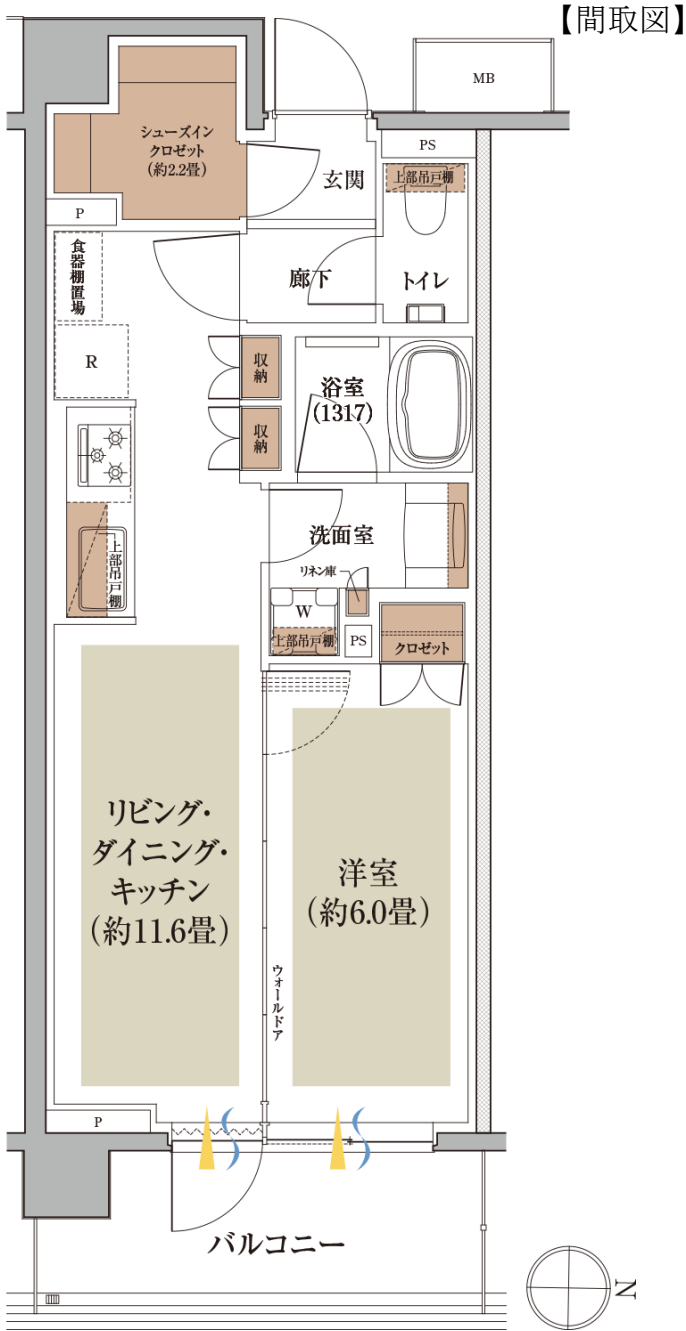 【間取図】
MB
シューズイン
クロゼット
(約2.2畳)
玄関
PS
上部吊戸棚
P
食器棚置場
廊下
トイレ
R
収納
浴室
(1317)
収納
洗面室
上部吊戸棚
リネン庫
W
上部吊戸棚
PS
クロゼット
リビング・
ダイニング・
キッチン
(約11.6畳)
洋室
(約6.0畳)
ウォールドア
P
バルコニー
N